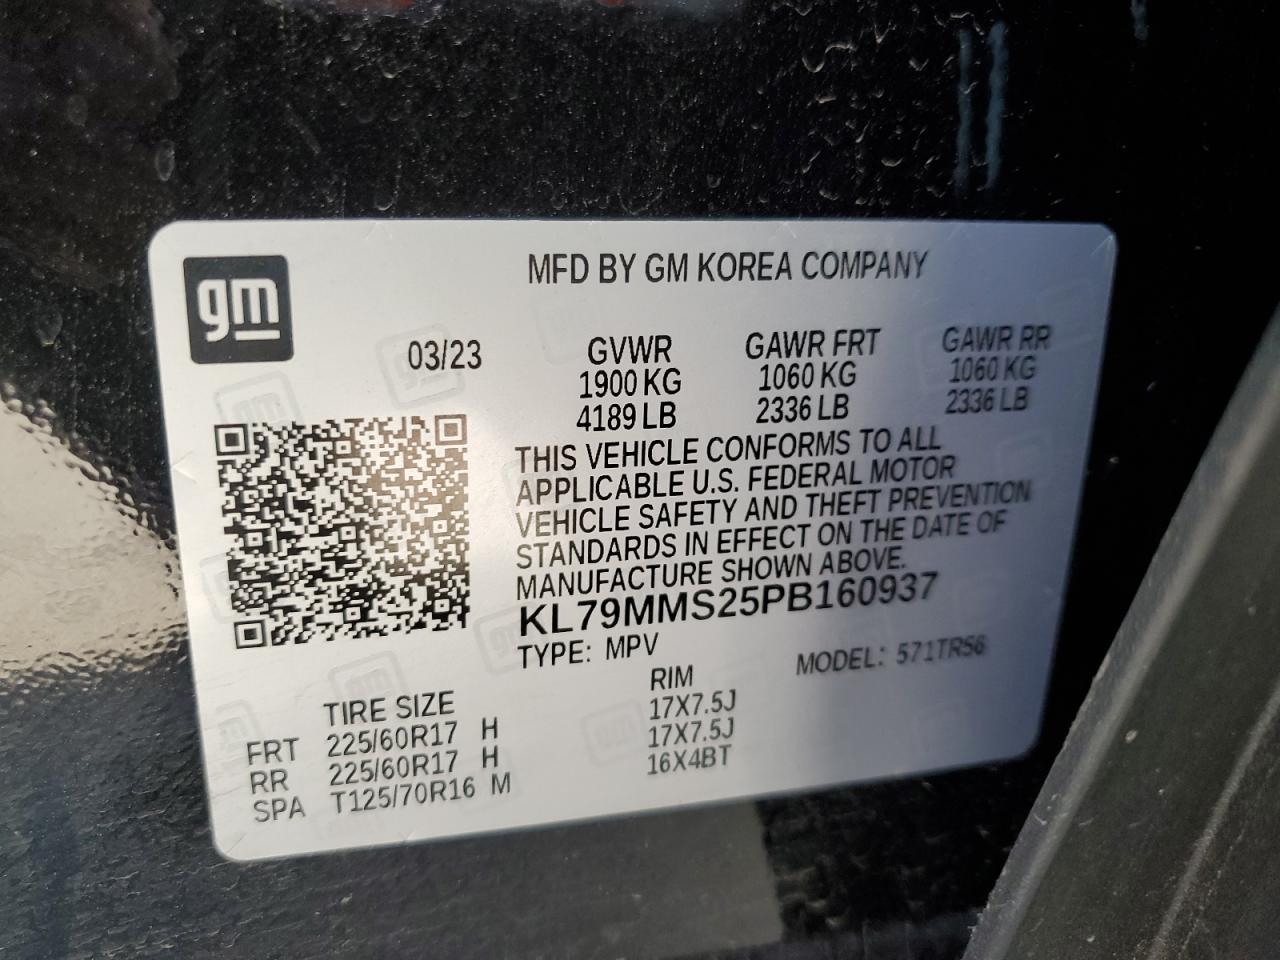 gm
MFD BY GM KOREA COMPANY
03/23
GVWR GAWR FRT GAWR RR
1900 KG 1060 KG 1060 KG
4189 LB 2336 LB 2336 LB
THIS VEHICLE CONFORMS TO ALL
APPLICABLE U.S. FEDERAL MOTOR
VEHICLE SAFETY AND THEFT PREVENTION
STANDARDS IN EFFECT ON THE DATE OF
MANUFACTURE SHOWN ABOVE.
KL79MMS25PB160937
TYPE: MPV MODEL: 571TR56
TIRE SIZE RIM
FRT 225/60R17 H 17X7.5J
RR 225/60R17 H 17X7.5J
SPA T125/70R16 M 16X4BT